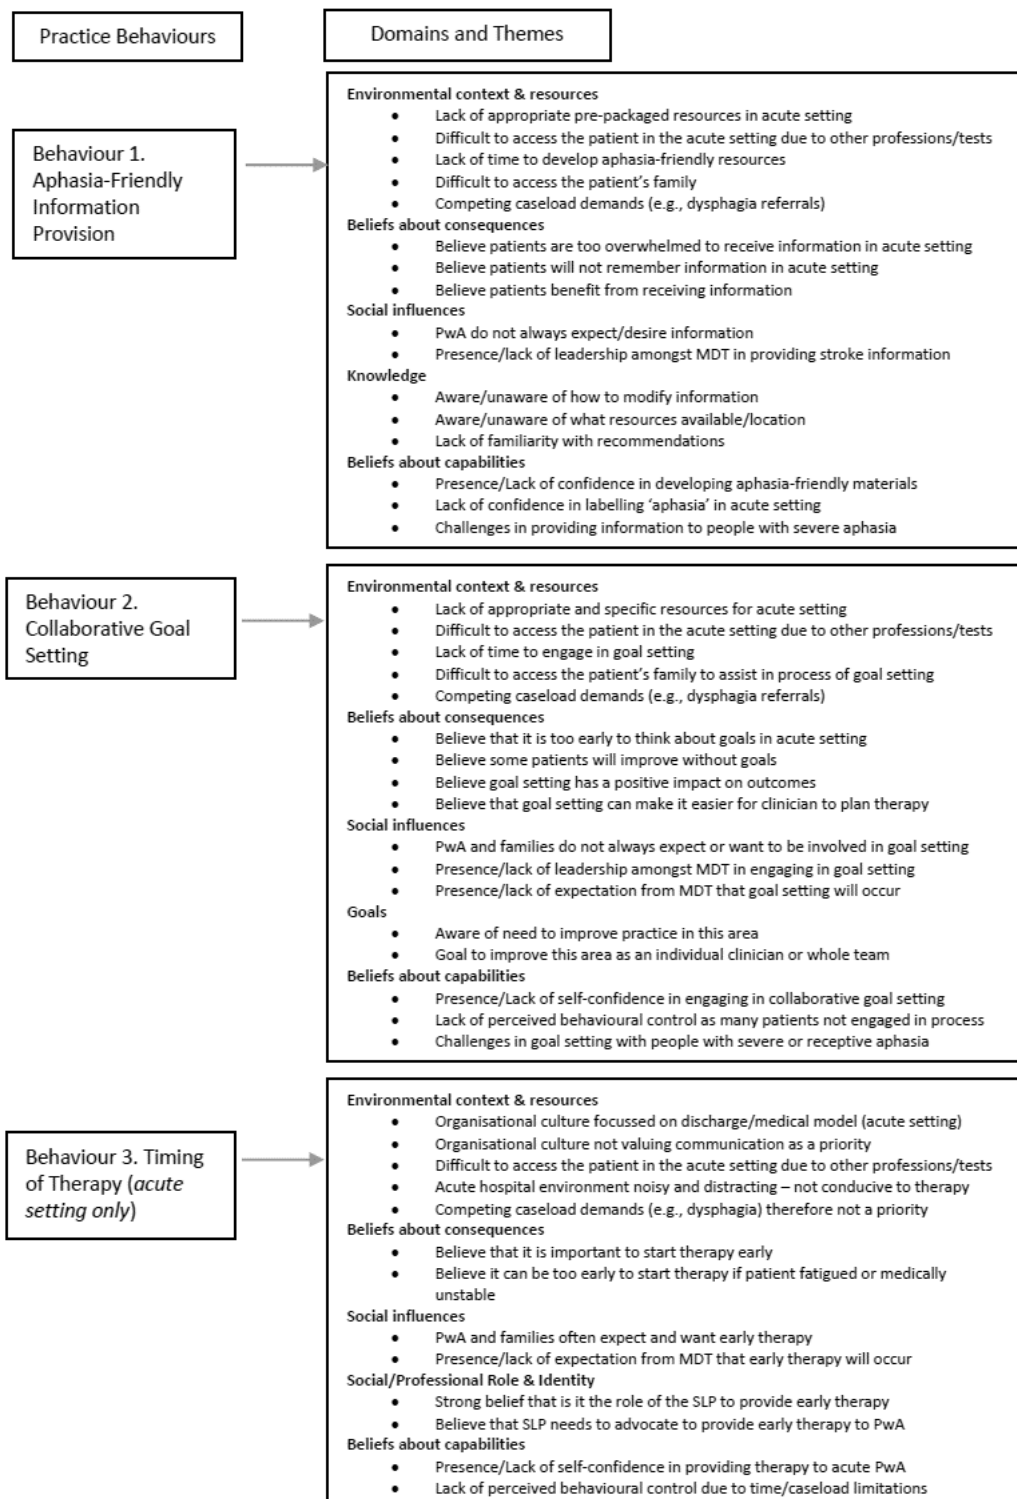 Practice Behaviours
Domains and Themes
Behaviour 1.
Aphasia-Friendly
Information
Provision
Environmental context & resources
• Lack of appropriate pre-packaged resources in acute setting
• Difficult to access the patient in the acute setting due to other professions/tests
• Lack of time to develop aphasia-friendly resources
• Difficult to access the patient's family
• Competing caseload demands (e.g., dysphagia referrals)
Beliefs about consequences
• Believe patients are too overwhelmed to receive information in acute setting
• Believe patients will not remember information in acute setting
• Believe patients benefit from receiving information
Social influences
• PwA do not always expect/desire information
• Presence/lack of leadership amongst MDT in providing stroke information
Knowledge
• Aware/unaware of how to modify information
• Aware/unaware of what resources available/location
• Lack of familiarity with recommendations
Beliefs about capabilities
• Presence/Lack of confidence in developing aphasia-friendly materials
• Lack of confidence in labelling 'aphasia' in acute setting
• Challenges in providing information to people with severe aphasia
Behaviour 2.
Collaborative Goal
Setting
Environmental context & resources
• Lack of appropriate and specific resources for acute setting
• Difficult to access the patient in the acute setting due to other professions/tests
• Lack of time to engage in goal setting
• Difficult to access the patient's family to assist in process of goal setting
• Competing caseload demands (e.g., dysphagia referrals)
Beliefs about consequences
• Believe that it is too early to think about goals in acute setting
• Believe some patients will improve without goals
• Believe goal setting has a positive impact on outcomes
• Believe that goal setting can make it easier for clinician to plan therapy
Social influences
• PwA and families do not always expect or want to be involved in goal setting
• Presence/lack of leadership amongst MDT in engaging in goal setting
• Presence/lack of expectation from MDT that goal setting will occur
Goals
• Aware of need to improve practice in this area
• Goal to improve this area as an individual clinician or whole team
Beliefs about capabilities
• Presence/Lack of self-confidence in engaging in collaborative goal setting
• Lack of perceived behavioural control as many patients not engaged in process
• Challenges in goal setting with people with severe or receptive aphasia
Behaviour 3. Timing
of Therapy (acute
setting only)
Environmental context & resources
• Organisational culture focussed on discharge/medical model (acute setting)
• Organisational culture not valuing communication as a priority
• Difficult to access the patient in the acute setting due to other professions/tests
• Acute hospital environment noisy and distracting – not conducive to therapy
• Competing caseload demands (e.g., dysphagia) therefore not a priority
Beliefs about consequences
• Believe that it is important to start therapy early
• Believe it can be too early to start therapy if patient fatigued or medically
unstable
Social influences
• PwA and families often expect and want early therapy
• Presence/lack of expectation from MDT that early therapy will occur
Social/Professional Role & Identity
• Strong belief that is it the role of the SLP to provide early therapy
• Believe that SLP needs to advocate to provide early therapy to PwA
Beliefs about capabilities
• Presence/Lack of self-confidence in providing therapy to acute PwA
• Lack of perceived behavioural control due to time/caseload limitations